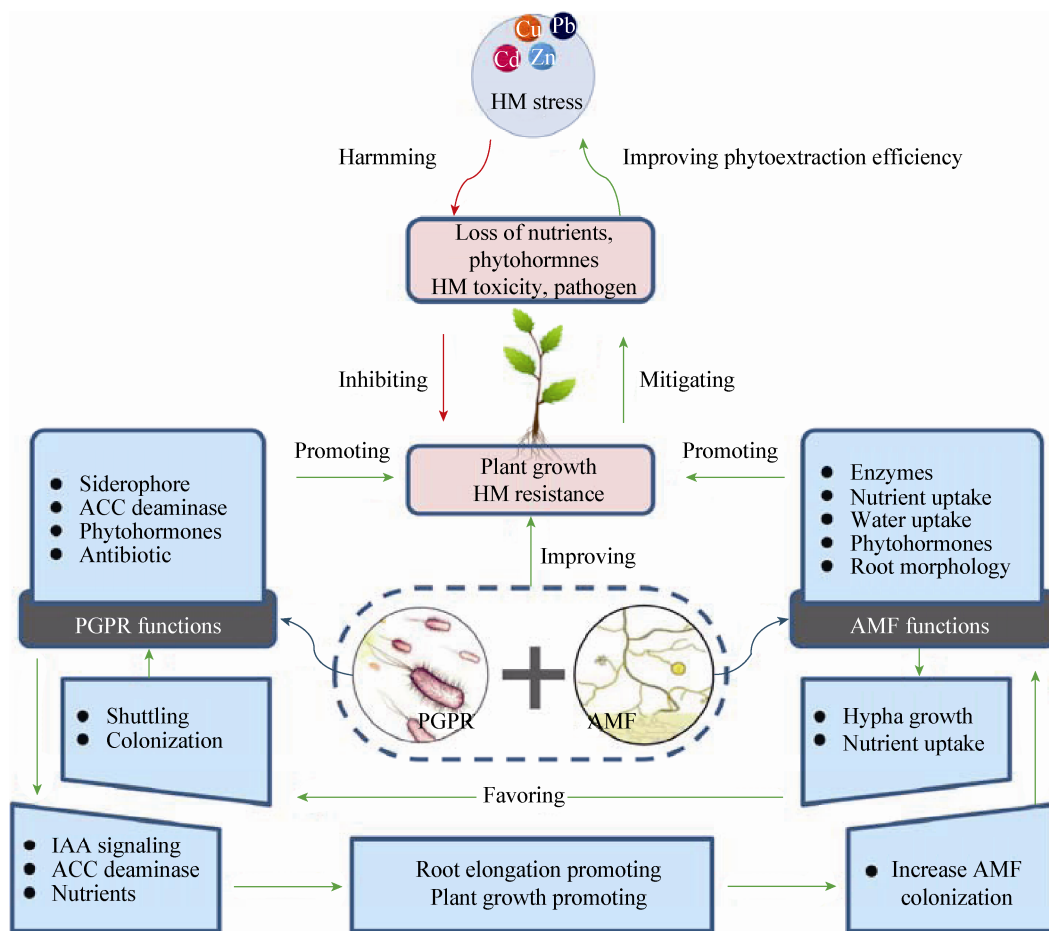 Cu
Pb
Cd
Zn
HM stress
Harmming
Improving phytoextraction efficiency
Loss of nutrients,
phytohormnes
HM toxicity, pathogen
Inhibiting
Mitigating
Promoting
Promoting
Plant growth
HM resistance
● Siderophore
● ACC deaminase
● Phytohormones
● Antibiotic
● Enzymes
● Nutrient uptake
● Water uptake
● Phytohormones
● Root morphology
Improving
PGPR functions
AMF functions
PGPR
AMF
● Shuttling
● Colonization
● Hypha growth
● Nutrient uptake
Favoring
● IAA signaling
● ACC deaminase
● Nutrients
Root elongation promoting
Plant growth promoting
● Increase AMF
colonization